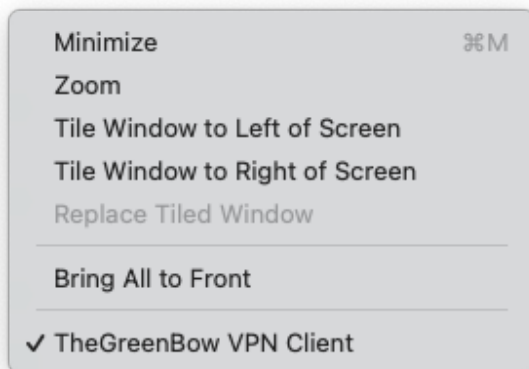 Minimize ⌘M
Zoom
Tile Window to Left of Screen
Tile Window to Right of Screen
Replace Tiled Window
Bring All to Front
✓ TheGreenBow VPN Client